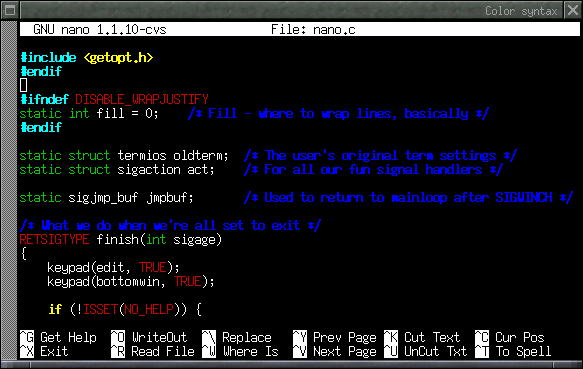 Color syntax
GNU nano 1.1.10-cvs File: nano.c
#include <getopt.h>
#endif
#ifndef DISABLE_WRAPJUSTIFY
static int fill = 0; /* Fill - where to wrap lines, basically */
#endif
static struct termios oldterm; /* The user's original term settings */
static struct sigaction act; /* For all our fun signal handlers */
static sigjmp_buf jmpbuf; /* Used to return to mainloop after SIGWINCH */
/* What we do when we're all set to exit */
RETSIGTYPE finish(int sigage)
{
keypad(edit, TRUE);
keypad(bottomwin, TRUE);
if (!ISSET(NO_HELP)) {
^G Get Help ^O WriteOut ^\ Replace ^Y Prev Page ^K Cut Text ^C Cur Pos
^X Exit ^R Read File ^W Where Is ^V Next Page ^U UnCut Txt ^T To Spell